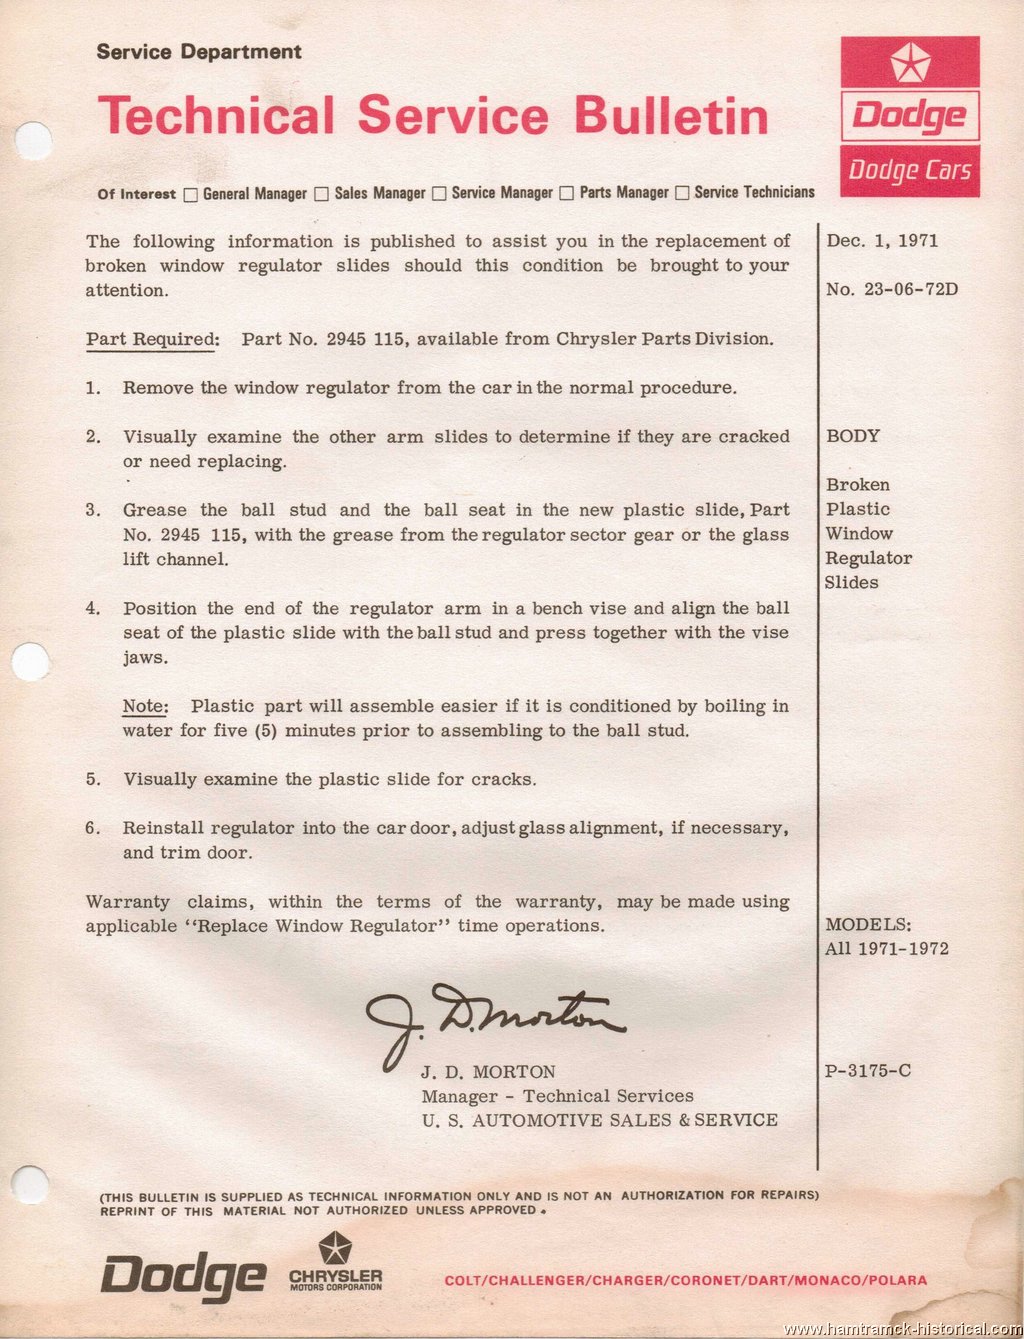 Service Department
Technical Service Bulletin
Dodge
Dodge Cars
Of Interest □ General Manager □ Sales Manager □ Service Manager □ Parts Manager □ Service Technicians
The following information is published to assist you in the replacement of
broken window regulator slides should this condition be brought to your
attention.
Part Required: Part No. 2945 115, available from Chrysler Parts Division.
1. Remove the window regulator from the car in the normal procedure.
2. Visually examine the other arm slides to determine if they are cracked
or need replacing.
3. Grease the ball stud and the ball seat in the new plastic slide, Part
No. 2945 115, with the grease from the regulator sector gear or the glass
lift channel.
4. Position the end of the regulator arm in a bench vise and align the ball
seat of the plastic slide with the ball stud and press together with the vise
jaws.
Note: Plastic part will assemble easier if it is conditioned by boiling in
water for five (5) minutes prior to assembling to the ball stud.
5. Visually examine the plastic slide for cracks.
6. Reinstall regulator into the car door, adjust glass alignment, if necessary,
and trim door.
Warranty claims, within the terms of the warranty, may be made using
applicable "Replace Window Regulator" time operations.
J. D. Morton
J. D. MORTON
Manager - Technical Services
U. S. AUTOMOTIVE SALES & SERVICE
Dec. 1, 1971
No. 23-06-72D
BODY
Broken
Plastic
Window
Regulator
Slides
MODELS:
All 1971-1972
P-3175-C
(THIS BULLETIN IS SUPPLIED AS TECHNICAL INFORMATION ONLY AND IS NOT AN AUTHORIZATION FOR REPAIRS)
REPRINT OF THIS MATERIAL NOT AUTHORIZED UNLESS APPROVED.
Dodge
CHRYSLER
MOTORS CORPORATION
COLT/CHALLENGER/CHARGER/CORONET/DART/MONACO/POLARA
www.hamtramck-historical.com